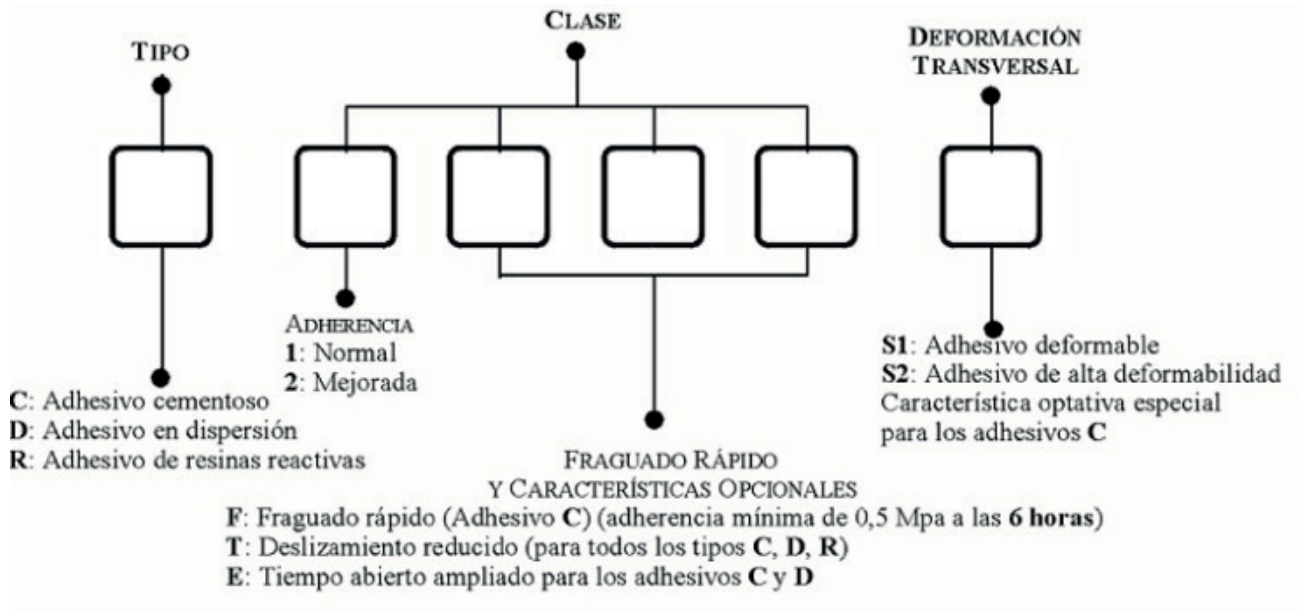 TIPO
CLASE
DEFORMACIÓN
TRANSVERSAL
C: Adhesivo cementoso
D: Adhesivo en dispersión
R: Adhesivo de resinas reactivas
ADHERENCIA
1: Normal
2: Mejorada
FRAGUADO RÁPIDO
Y CARACTERÍSTICAS OPCIONALES
F: Fraguado rápido (Adhesivo C) (adherencia mínima de 0,5 Mpa a las 6 horas)
T: Deslizamiento reducido (para todos los tipos C, D, R)
E: Tiempo abierto ampliado para los adhesivos C y D
S1: Adhesivo deformable
S2: Adhesivo de alta deformabilidad
Característica optativa especial
para los adhesivos C